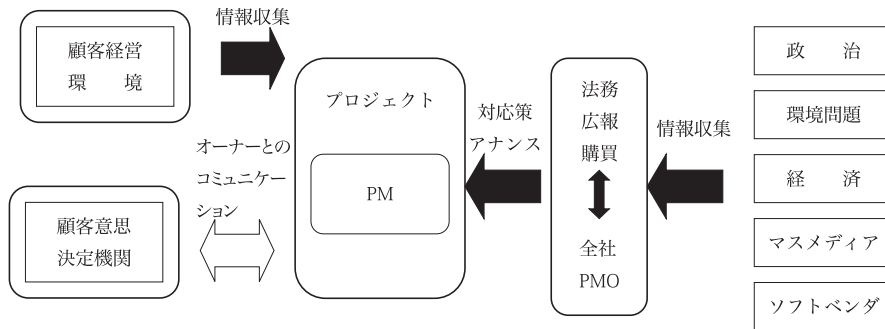 情報収集
顧客経営
環　境
オーナーとの
コミュニケー
ション
顧客意思
決定機関
プロジェクト
PM
対応策
アナンス
法務
広報
購買
全社
PMO
情報収集
政　治
環境問題
経　済
マスメディア
ソフトベンダ